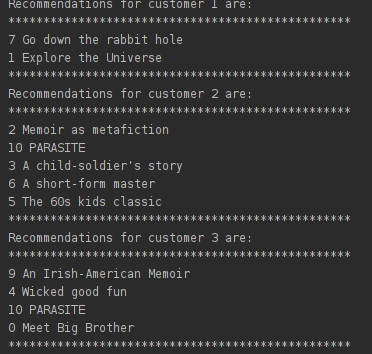 Recommendations for customer 1 are:
*************************************************
7 Go down the rabbit hole
1 Explore the Universe
*************************************************
Recommendations for customer 2 are:
*************************************************
2 Memoir as metafiction
10 PARASITE
3 A child-soldier's story
6 A short-form master
5 The 60s kids classic
*************************************************
Recommendations for customer 3 are:
*************************************************
9 An Irish-American Memoir
4 Wicked good fun
10 PARASITE
0 Meet Big Brother
*************************************************